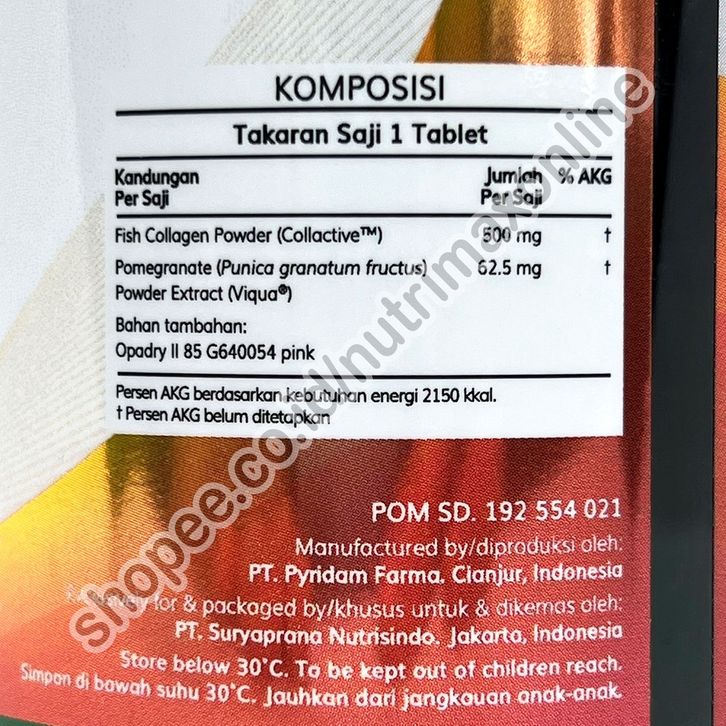 KOMPOSISI
Takaran Saji 1 Tablet
Kandungan Jumlah % AKG
Per Saji Per Saji
Fish Collagen Powder (Collactive™) 500 mg †
Pomegranate (Punica granatum fructus) 62.5 mg †
Powder Extract (Viqua®)
Bahan tambahan:
Opadry II 85 G640054 pink
Persen AKG berdasarkan kebutuhan energi 2150 kkal.
† Persen AKG belum ditetapkan
POM SD. 192 554 021
Manufactured by/diproduksi oleh:
PT. Pyridam Farma. Cianjur, Indonesia
Exclusively for & packaged by/khusus untuk & dikemas oleh:
PT. Suryaprana Nutrisindo. Jakarta, Indonesia
Store below 30°C. To be kept out of children reach.
Simpan di bawah suhu 30°C. Jauhkan dari jangkauan anak-anak.
shopee.co.id/nutrimaxonline